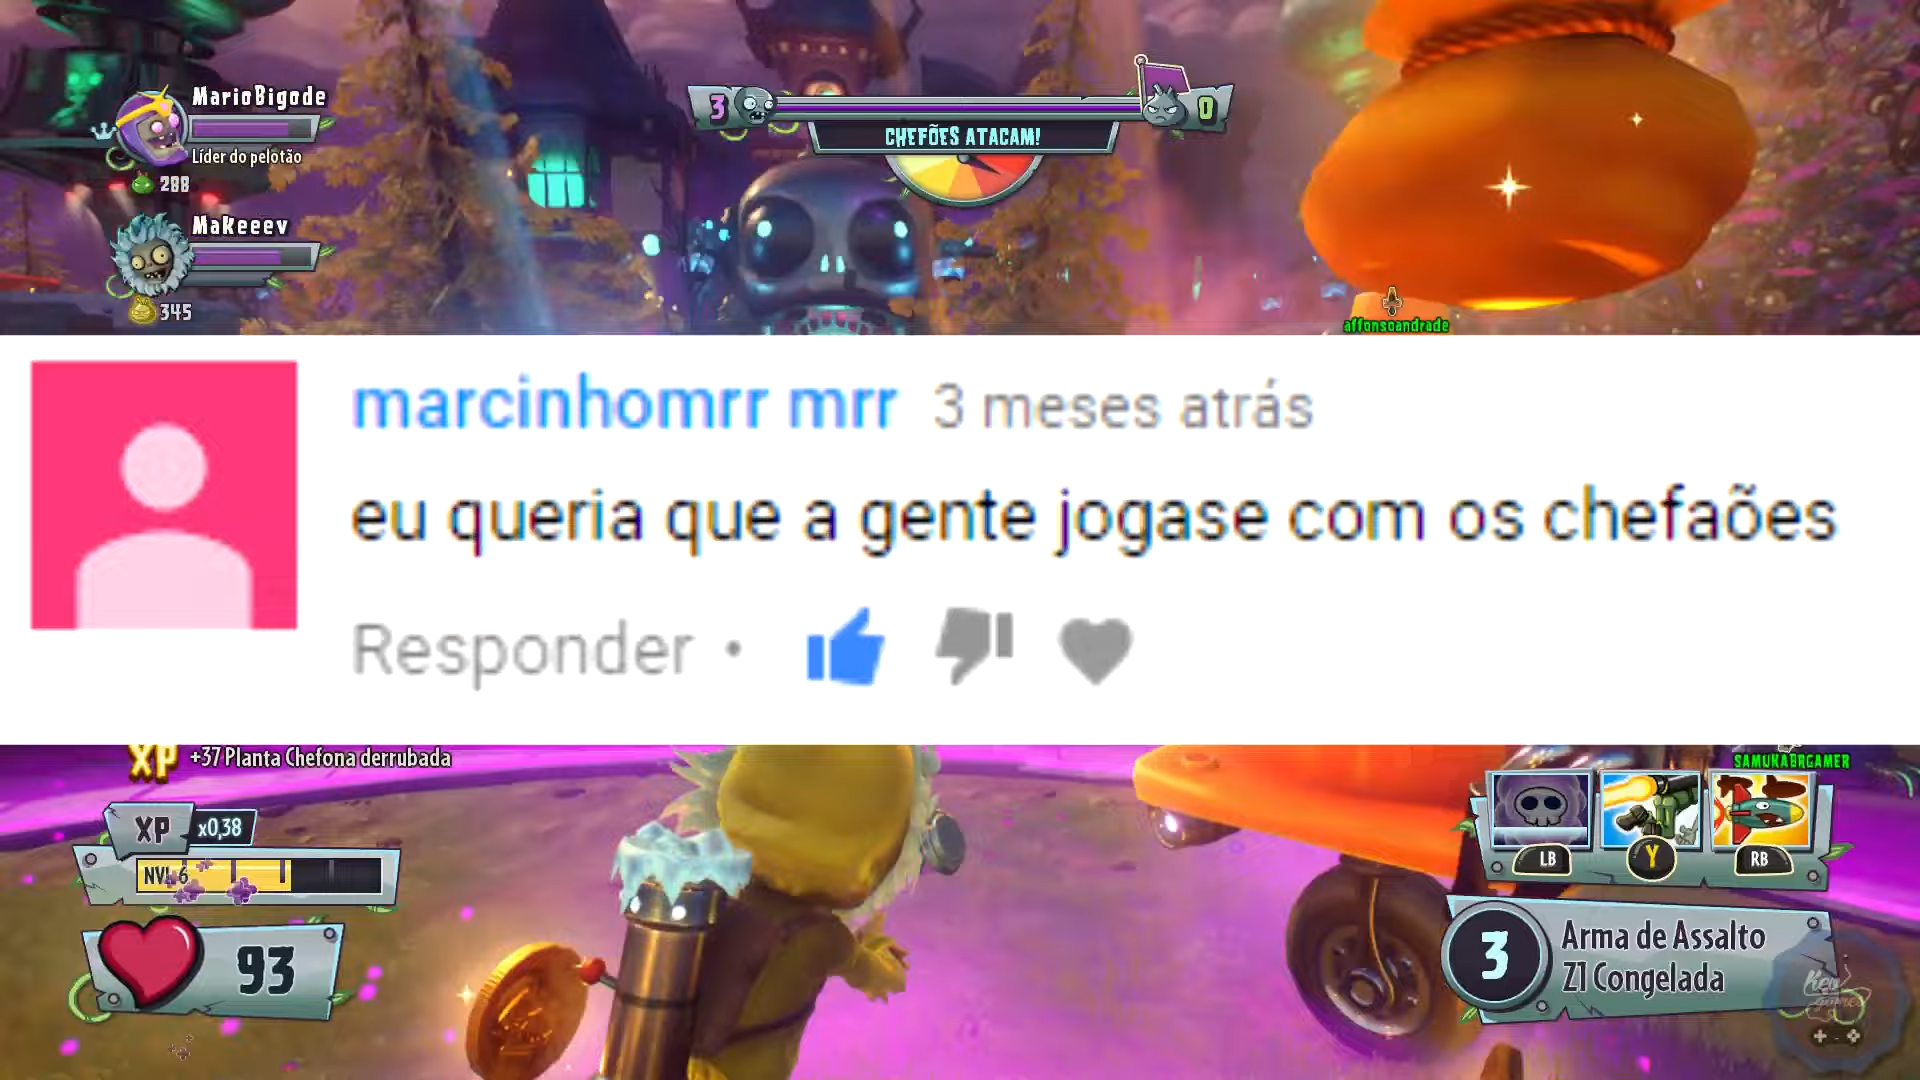 MarioBigode
Líder do pelotão
288
Makeeev
345
3
0
CHEFÕES ATACAM!
affonsoandrade
marcinhomrr mrr 3 meses atrás
eu queria que a gente jogase com os chefaões
Responder •
XP +37 Planta Chefona derrubada
XP x0,38
NVL 6
93
SAMUKABRGAMER
LB Y RB
3
Arma de Assalto
Z1 Congelada